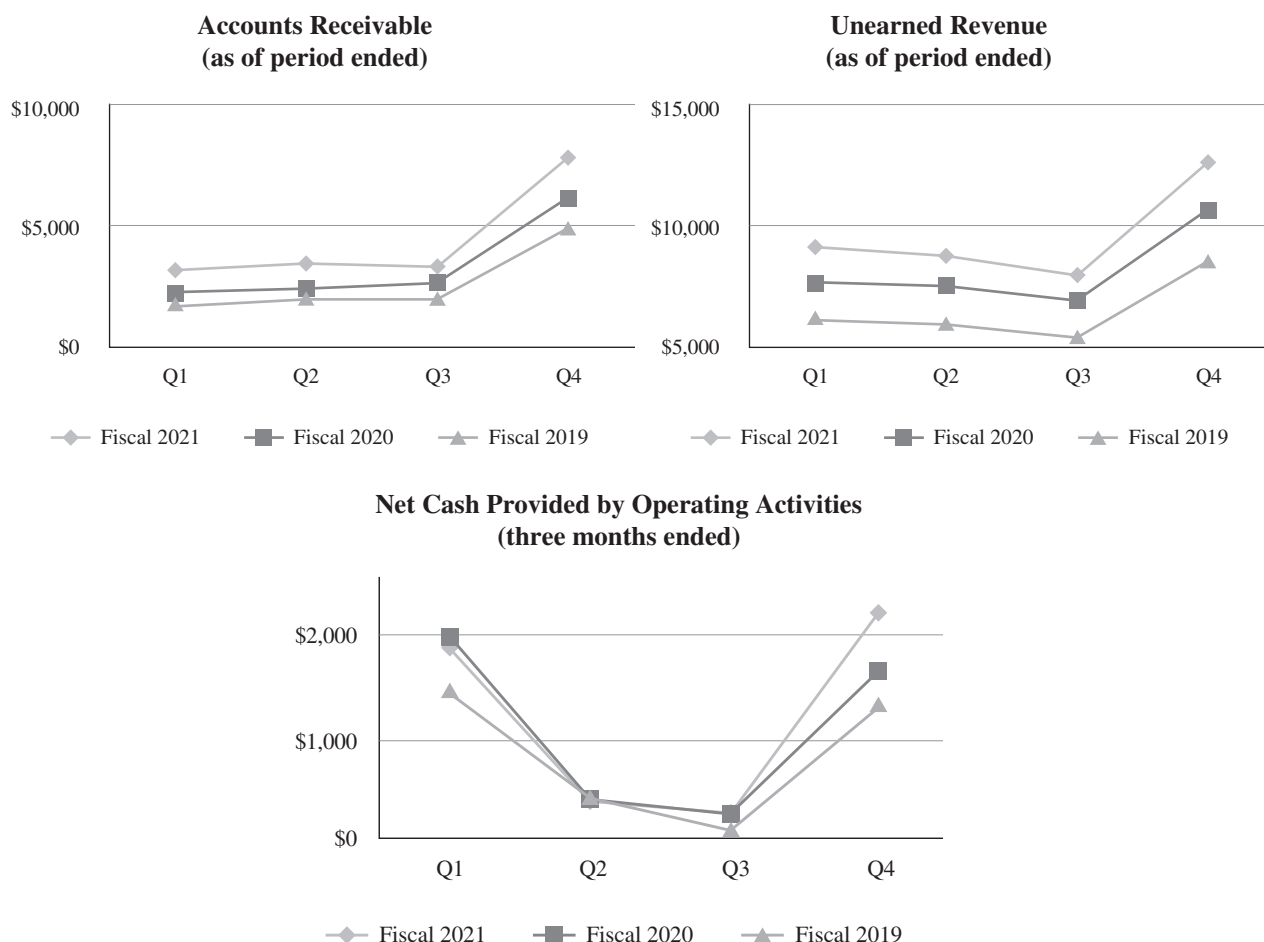 Accounts Receivable
(as of period ended)
$10,000
$5,000
$0
Q1 Q2 Q3 Q4
Fiscal 2021 Fiscal 2020 Fiscal 2019
Unearned Revenue
(as of period ended)
$15,000
$10,000
$5,000
Q1 Q2 Q3 Q4
Fiscal 2021 Fiscal 2020 Fiscal 2019
Net Cash Provided by Operating Activities
(three months ended)
$2,000
$1,000
$0
Q1 Q2 Q3 Q4
Fiscal 2021 Fiscal 2020 Fiscal 2019